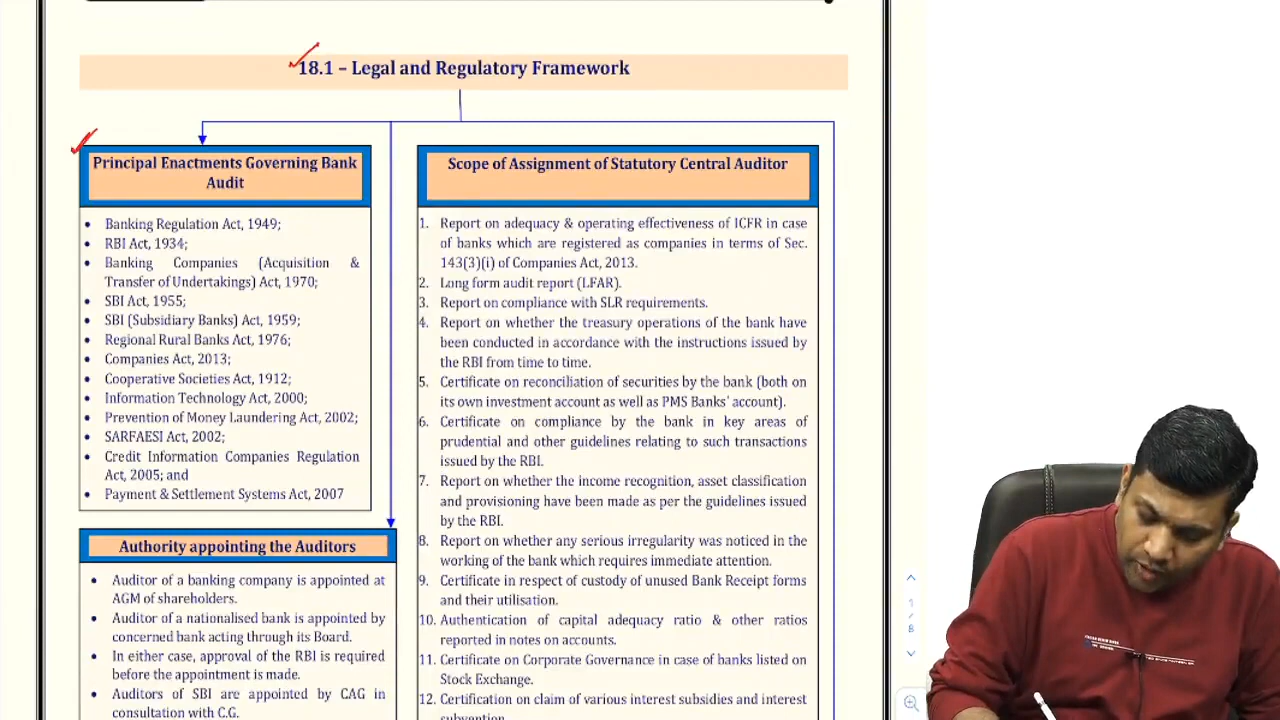 18.1 – Legal and Regulatory Framework
Principal Enactments Governing Bank
Audit
• Banking Regulation Act, 1949;
• RBI Act, 1934;
• Banking Companies (Acquisition &
Transfer of Undertakings) Act, 1970;
• SBI Act, 1955;
• SBI (Subsidiary Banks) Act, 1959;
• Regional Rural Banks Act, 1976;
• Companies Act, 2013;
• Cooperative Societies Act, 1912;
• Information Technology Act, 2000;
• Prevention of Money Laundering Act, 2002;
• SARFAESI Act, 2002;
• Credit Information Companies Regulation
Act, 2005; and
• Payment & Settlement Systems Act, 2007
Authority appointing the Auditors
• Auditor of a banking company is appointed at
AGM of shareholders.
• Auditor of a nationalised bank is appointed by
concerned bank acting through its Board.
• In either case, approval of the RBI is required
before the appointment is made.
• Auditors of SBI are appointed by CAG in
consultation with C.G.
Scope of Assignment of Statutory Central Auditor
1. Report on adequacy & operating effectiveness of ICFR in case
of banks which are registered as companies in terms of Sec.
143(3)(i) of Companies Act, 2013.
2. Long form audit report (LFAR).
3. Report on compliance with SLR requirements.
4. Report on whether the treasury operations of the bank have
been conducted in accordance with the instructions issued by
the RBI from time to time.
5. Certificate on reconciliation of securities by the bank (both on
its own investment account as well as PMS Banks' account).
6. Certificate on compliance by the bank in key areas of
prudential and other guidelines relating to such transactions
issued by the RBI.
7. Report on whether the income recognition, asset classification
and provisioning have been made as per the guidelines issued
by the RBI.
8. Report on whether any serious irregularity was noticed in the
working of the bank which requires immediate attention.
9. Certificate in respect of custody of unused Bank Receipt forms
and their utilisation.
10. Authentication of capital adequacy ratio & other ratios
reported in notes on accounts.
11. Certificate on Corporate Governance in case of banks listed on
Stock Exchange.
12. Certification on claim of various interest subsidies and interest
subvention.
1
/
8